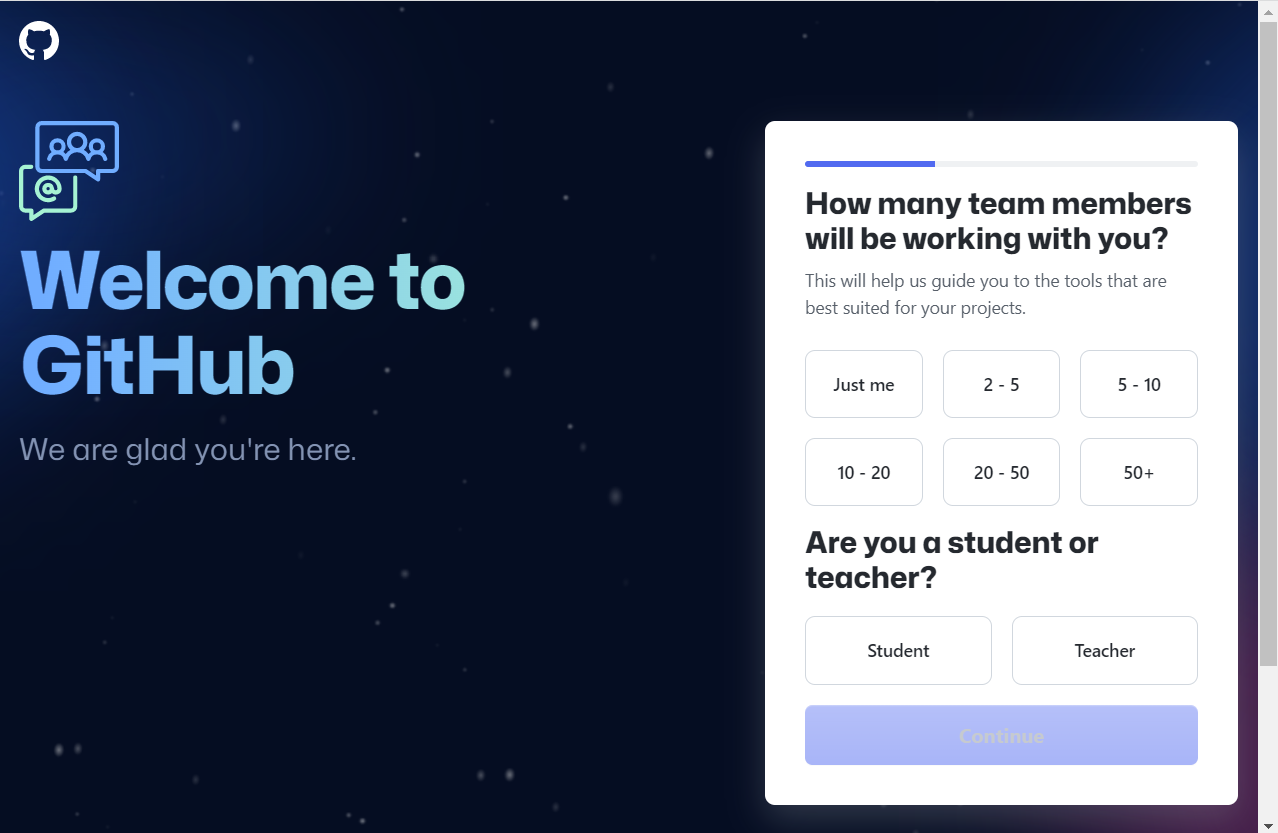 Welcome to
GitHub
We are glad you're here.
How many team members
will be working with you?
This will help us guide you to the tools that are
best suited for your projects.
Just me
2 - 5
5 - 10
10 - 20
20 - 50
50+
Are you a student or
teacher?
Student
Teacher
Continue